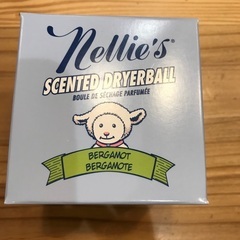 Nellie's®
SCENTED DRYERBALL
BOULE DE SÉCHAGE PARFUMÉE
BERGAMOT
BERGAMOTE